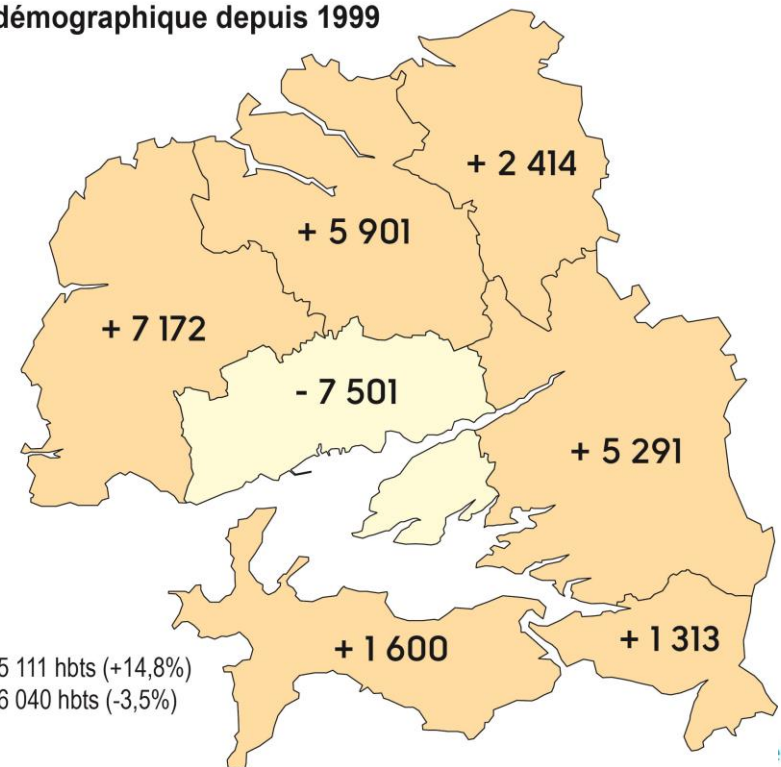 démographique depuis 1999
+ 2 414
+ 5 901
+ 7 172
- 7 501
+ 5 291
+ 1 600
+ 1 313
5 111 hbts (+14,8%)
6 040 hbts (-3,5%)